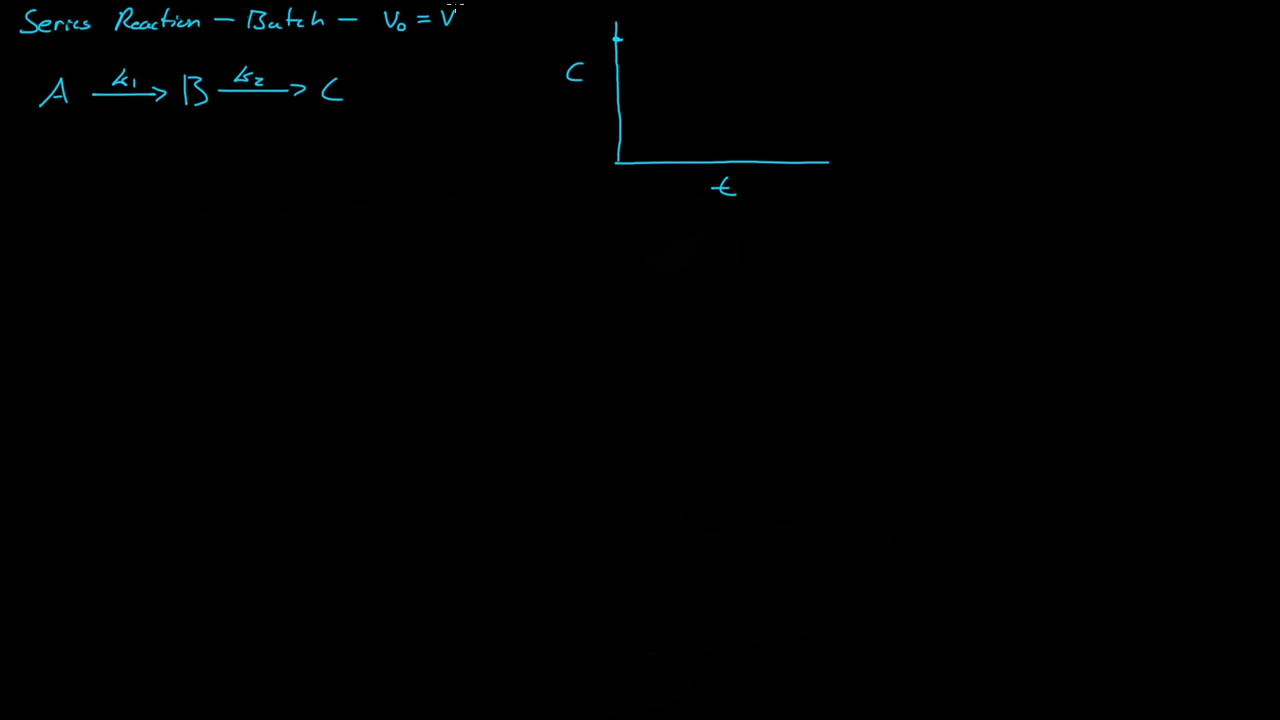 Series Reaction - Batch - V₀ = V
A —k₁→ B —k₂→ C
C
t